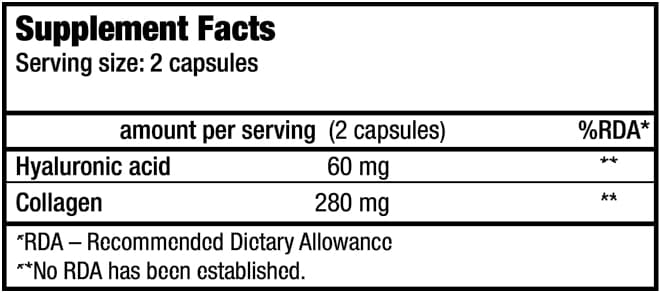 Supplement Facts
Serving size: 2 capsules
amount per serving (2 capsules) %RDA*
Hyaluronic acid 60 mg **
Collagen 280 mg **
*RDA – Recommended Dietary Allowance
**No RDA has been established.